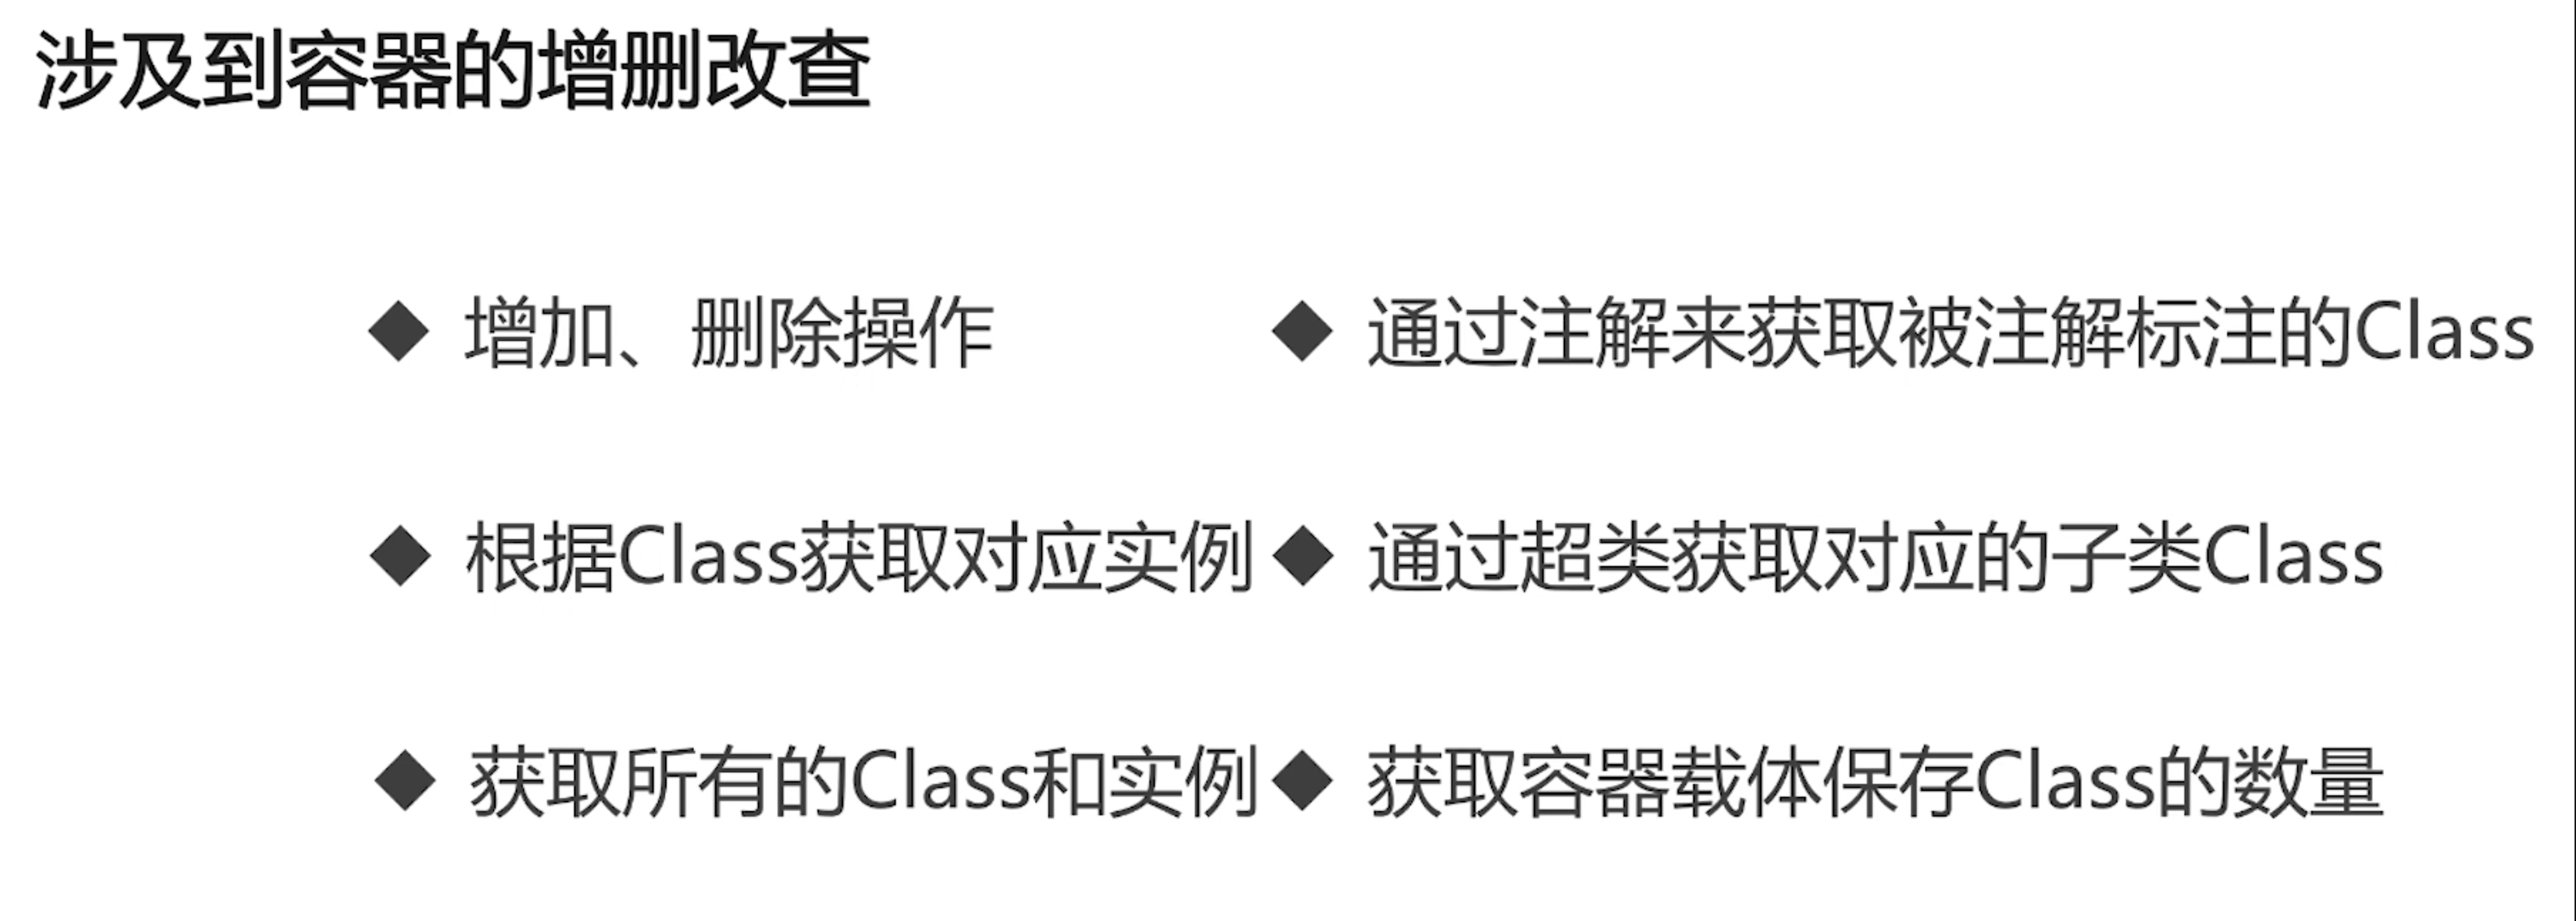 涉及到容器的增删改查
◆ 增加、删除操作
◆ 通过注解来获取被注解标注的Class
◆ 根据Class获取对应实例
◆ 通过超类获取对应的子类Class
◆ 获取所有的Class和实例
◆ 获取容器载体保存Class的数量